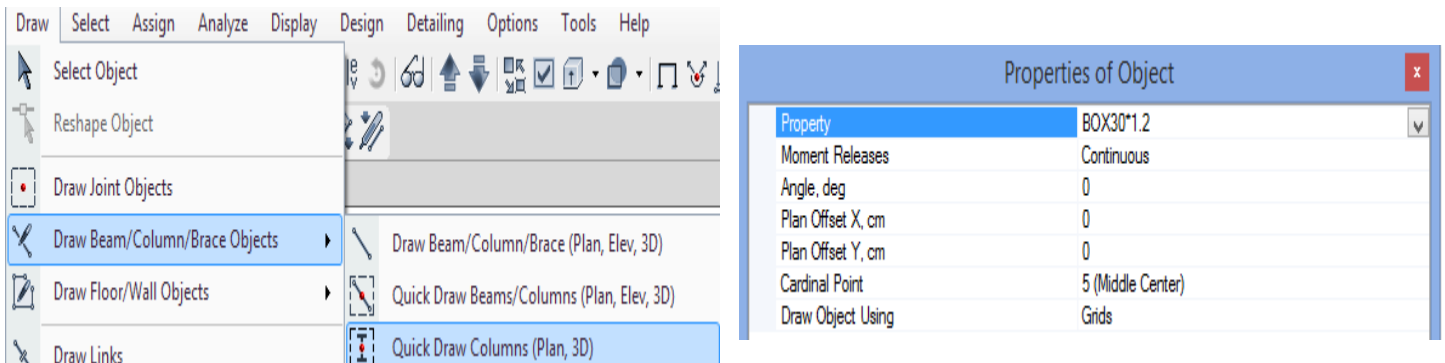 Draw Select Assign Analyze Display Design Detailing Options Tools Help
Select Object
Reshape Object
Draw Joint Objects
Draw Beam/Column/Brace Objects
Draw Floor/Wall Objects
Draw Links
Draw Beam/Column/Brace (Plan, Elev, 3D)
Quick Draw Beams/Columns (Plan, Elev, 3D)
Quick Draw Columns (Plan, 3D)
Properties of Object x
Property BOX30*1.2
Moment Releases Continuous
Angle, deg 0
Plan Offset X, cm 0
Plan Offset Y, cm 0
Cardinal Point 5 (Middle Center)
Draw Object Using Grids